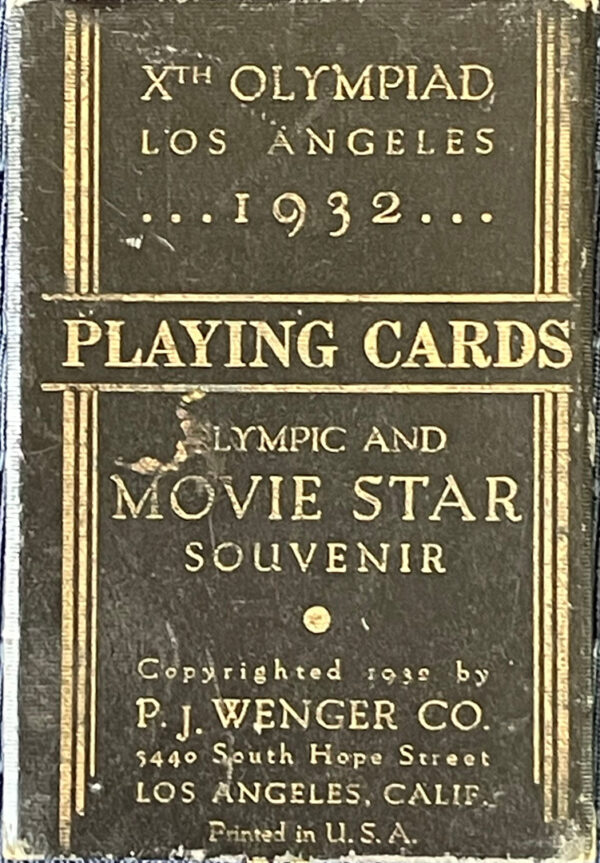 XTH OLYMPIAD
LOS ANGELES
...1932...
PLAYING CARDS
OLYMPIC AND
MOVIE STAR
SOUVENIR
Copyrighted 1932 by
P. J. WENGER CO.
5440 South Hope Street
LOS ANGELES, CALIF.
Printed in U. S. A.